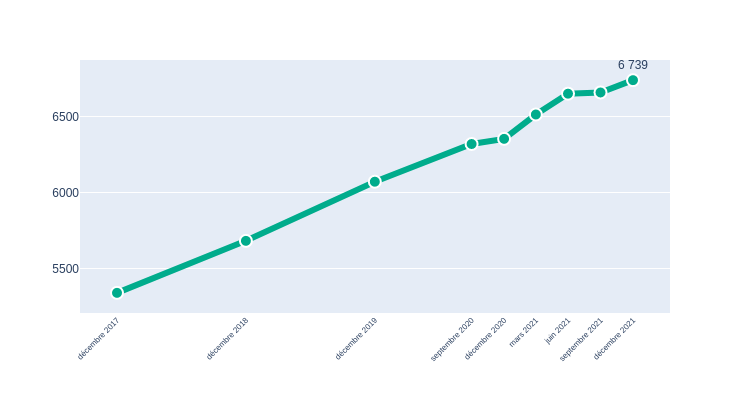 6 739
6500
6000
5500
décembre 2017
décembre 2018
décembre 2019
septembre 2020
décembre 2020
mars 2021
juin 2021
septembre 2021
décembre 2021